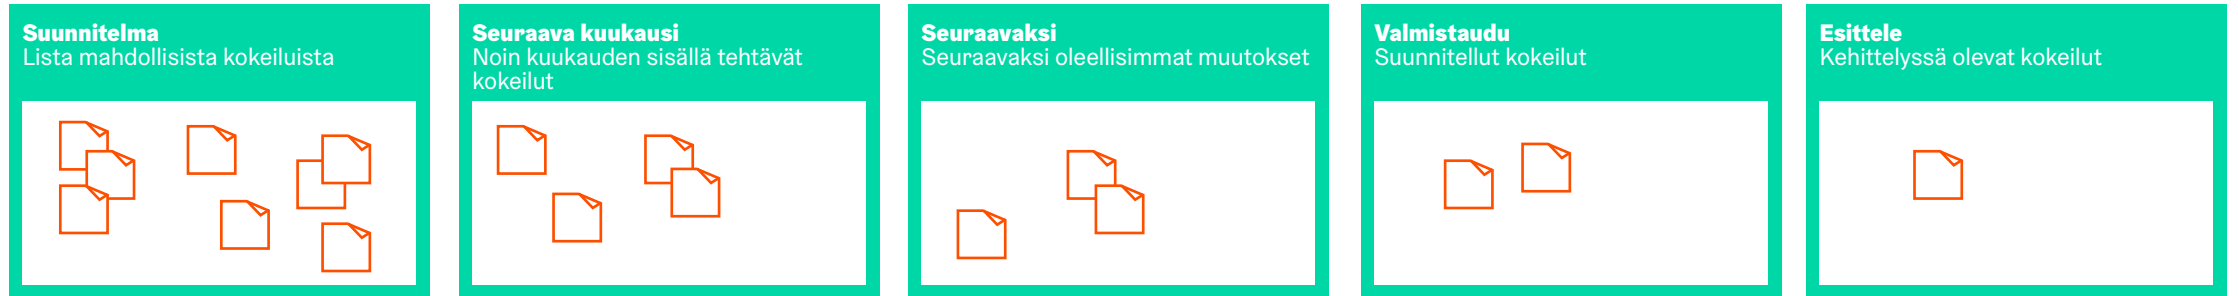 Suunnitelma
Lista mahdollisista kokeiluista
Seuraava kuukausi
Noin kuukauden sisällä tehtävät
kokeilut
Seuraavaksi
Seuraavaksi oleellisimmat muutokset
Valmistaudu
Suunnitellut kokeilut
Esittele
Kehittelyssä olevat kokeilut